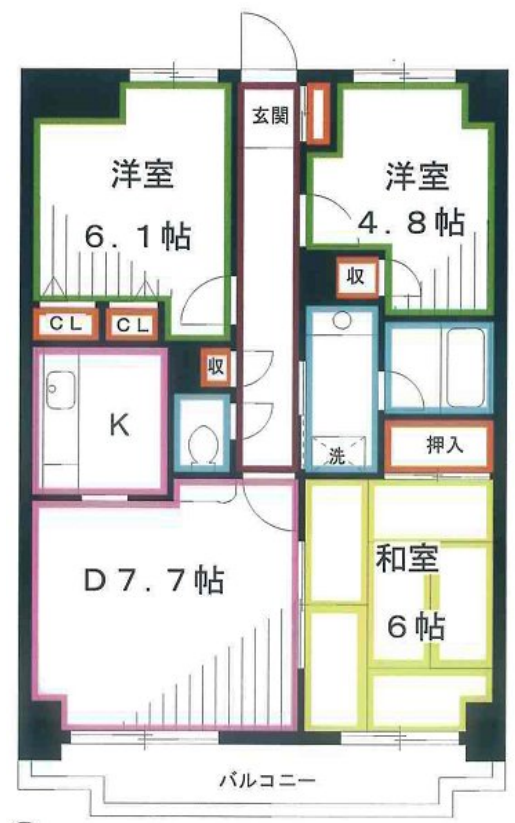 玄関
洋室
6.1帖
洋室
4.8帖
収
CL
CL
収
K
洗
押入
D7.7帖
和室
6帖
バルコニー